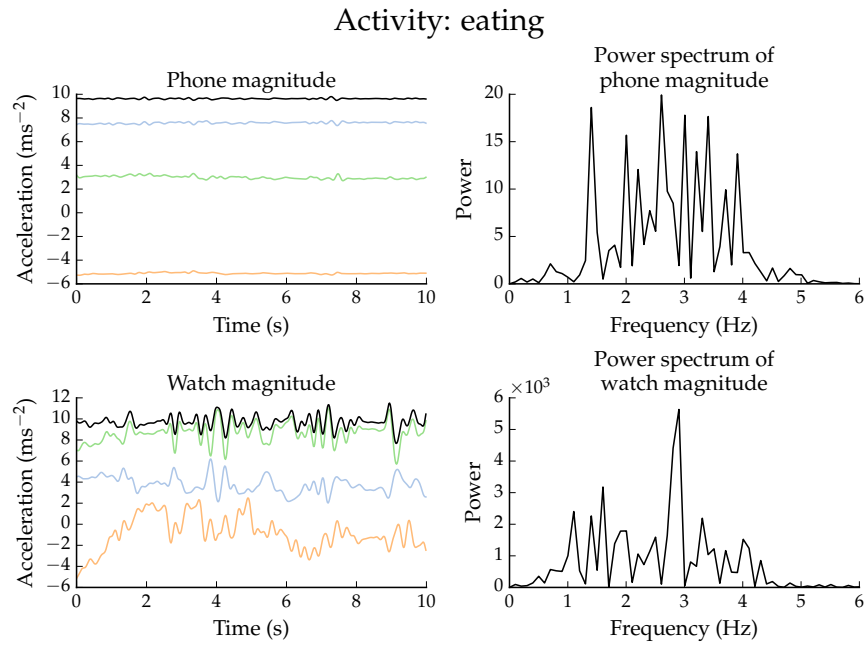 Activity: eating
Phone magnitude
Acceleration (ms⁻²)
10
8
6
4
2
0
−2
−4
−6
0 2 4 6 8 10
Time (s)
Power spectrum of
phone magnitude
Power
20
15
10
5
0
0 1 2 3 4 5 6
Frequency (Hz)
Watch magnitude
Acceleration (ms⁻²)
12
10
8
6
4
2
0
−2
−4
−6
0 2 4 6 8 10
Time (s)
Power spectrum of
watch magnitude
×10³
Power
6
5
4
3
2
1
0
0 1 2 3 4 5 6
Frequency (Hz)